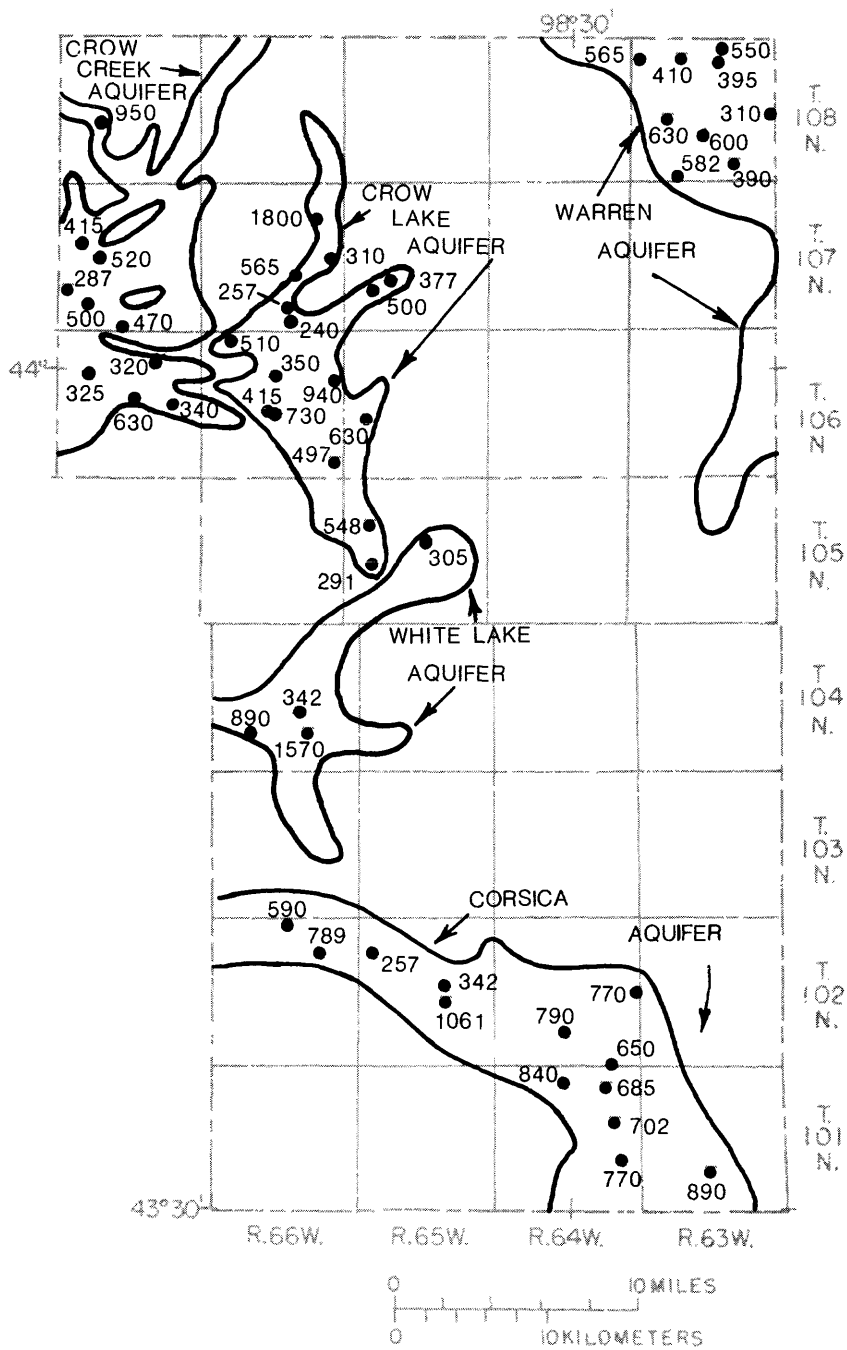 98°30'
CROW
CREEK
AQUIFER
950
565
410
550
395
310
630
600
582
390
T.
108
N.
WARREN
AQUIFER
CROW
LAKE
AQUIFER
1800
310
565
377
257
500
240
415
520
287
500
470
T.
107
N.
44°
510
320
350
325
940
415
730
340
630
630
497
T.
106
N
548
305
291
T.
105
N.
WHITE LAKE
AQUIFER
342
890
1570
T
104
N.
T.
103
N.
CORSICA
AQUIFER
590
789
257
342
770
1061
790
T.
102
N.
650
840
685
702
770
890
T.
101
N.
43°30'
R.66W.
R.65W.
R.64W.
R.63W.
0
10 MILES
0
10 KILOMETERS